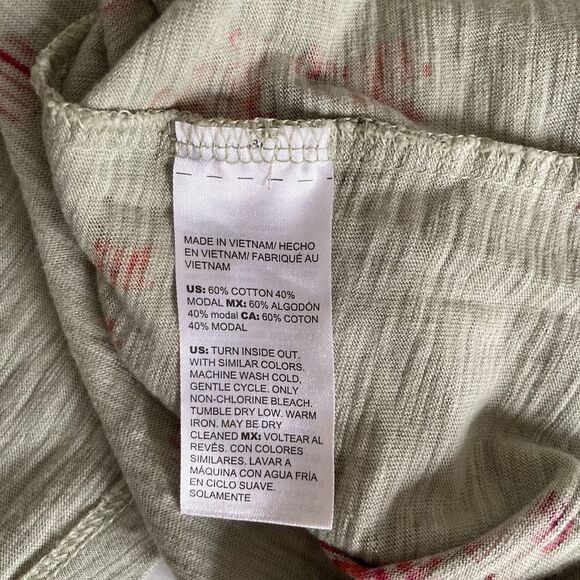 MADE IN VIETNAM/ HECHO
EN VIETNAM/ FABRIQUÉ AU
VIETNAM
US: 60% COTTON 40%
MODAL MX: 60% ALGODÓN
40% modal CA: 60% COTON
40% MODAL
US: TURN INSIDE OUT.
WITH SIMILAR COLORS.
MACHINE WASH COLD,
GENTLE CYCLE. ONLY
NON-CHLORINE BLEACH.
TUMBLE DRY LOW. WARM
IRON. MAY BE DRY
CLEANED MX: VOLTEAR AL
REVÉS. CON COLORES
SIMILARES. LAVAR A
MÁQUINA CON AGUA FRÍA
EN CICLO SUAVE.
SOLAMENTE